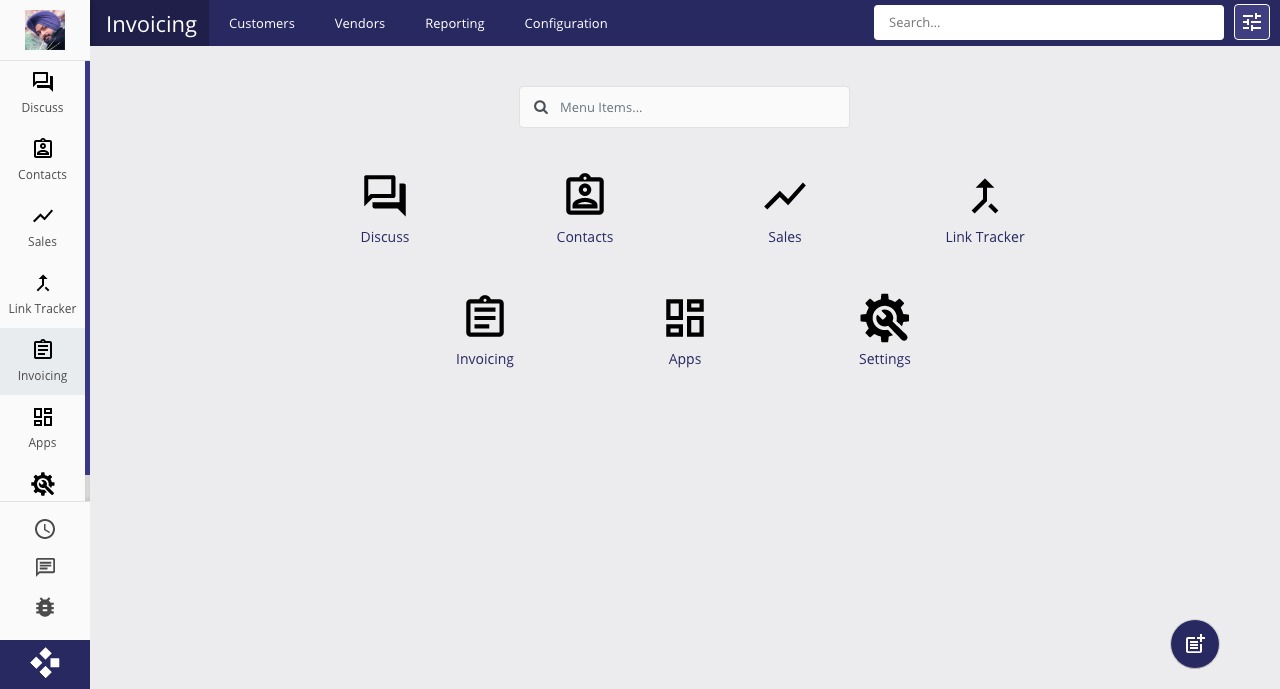 Invoicing
Customers
Vendors
Reporting
Configuration
Search...
Discuss
Contacts
Sales
Link Tracker
Invoicing
Apps
Menu Items...
Discuss
Contacts
Sales
Link Tracker
Invoicing
Apps
Settings